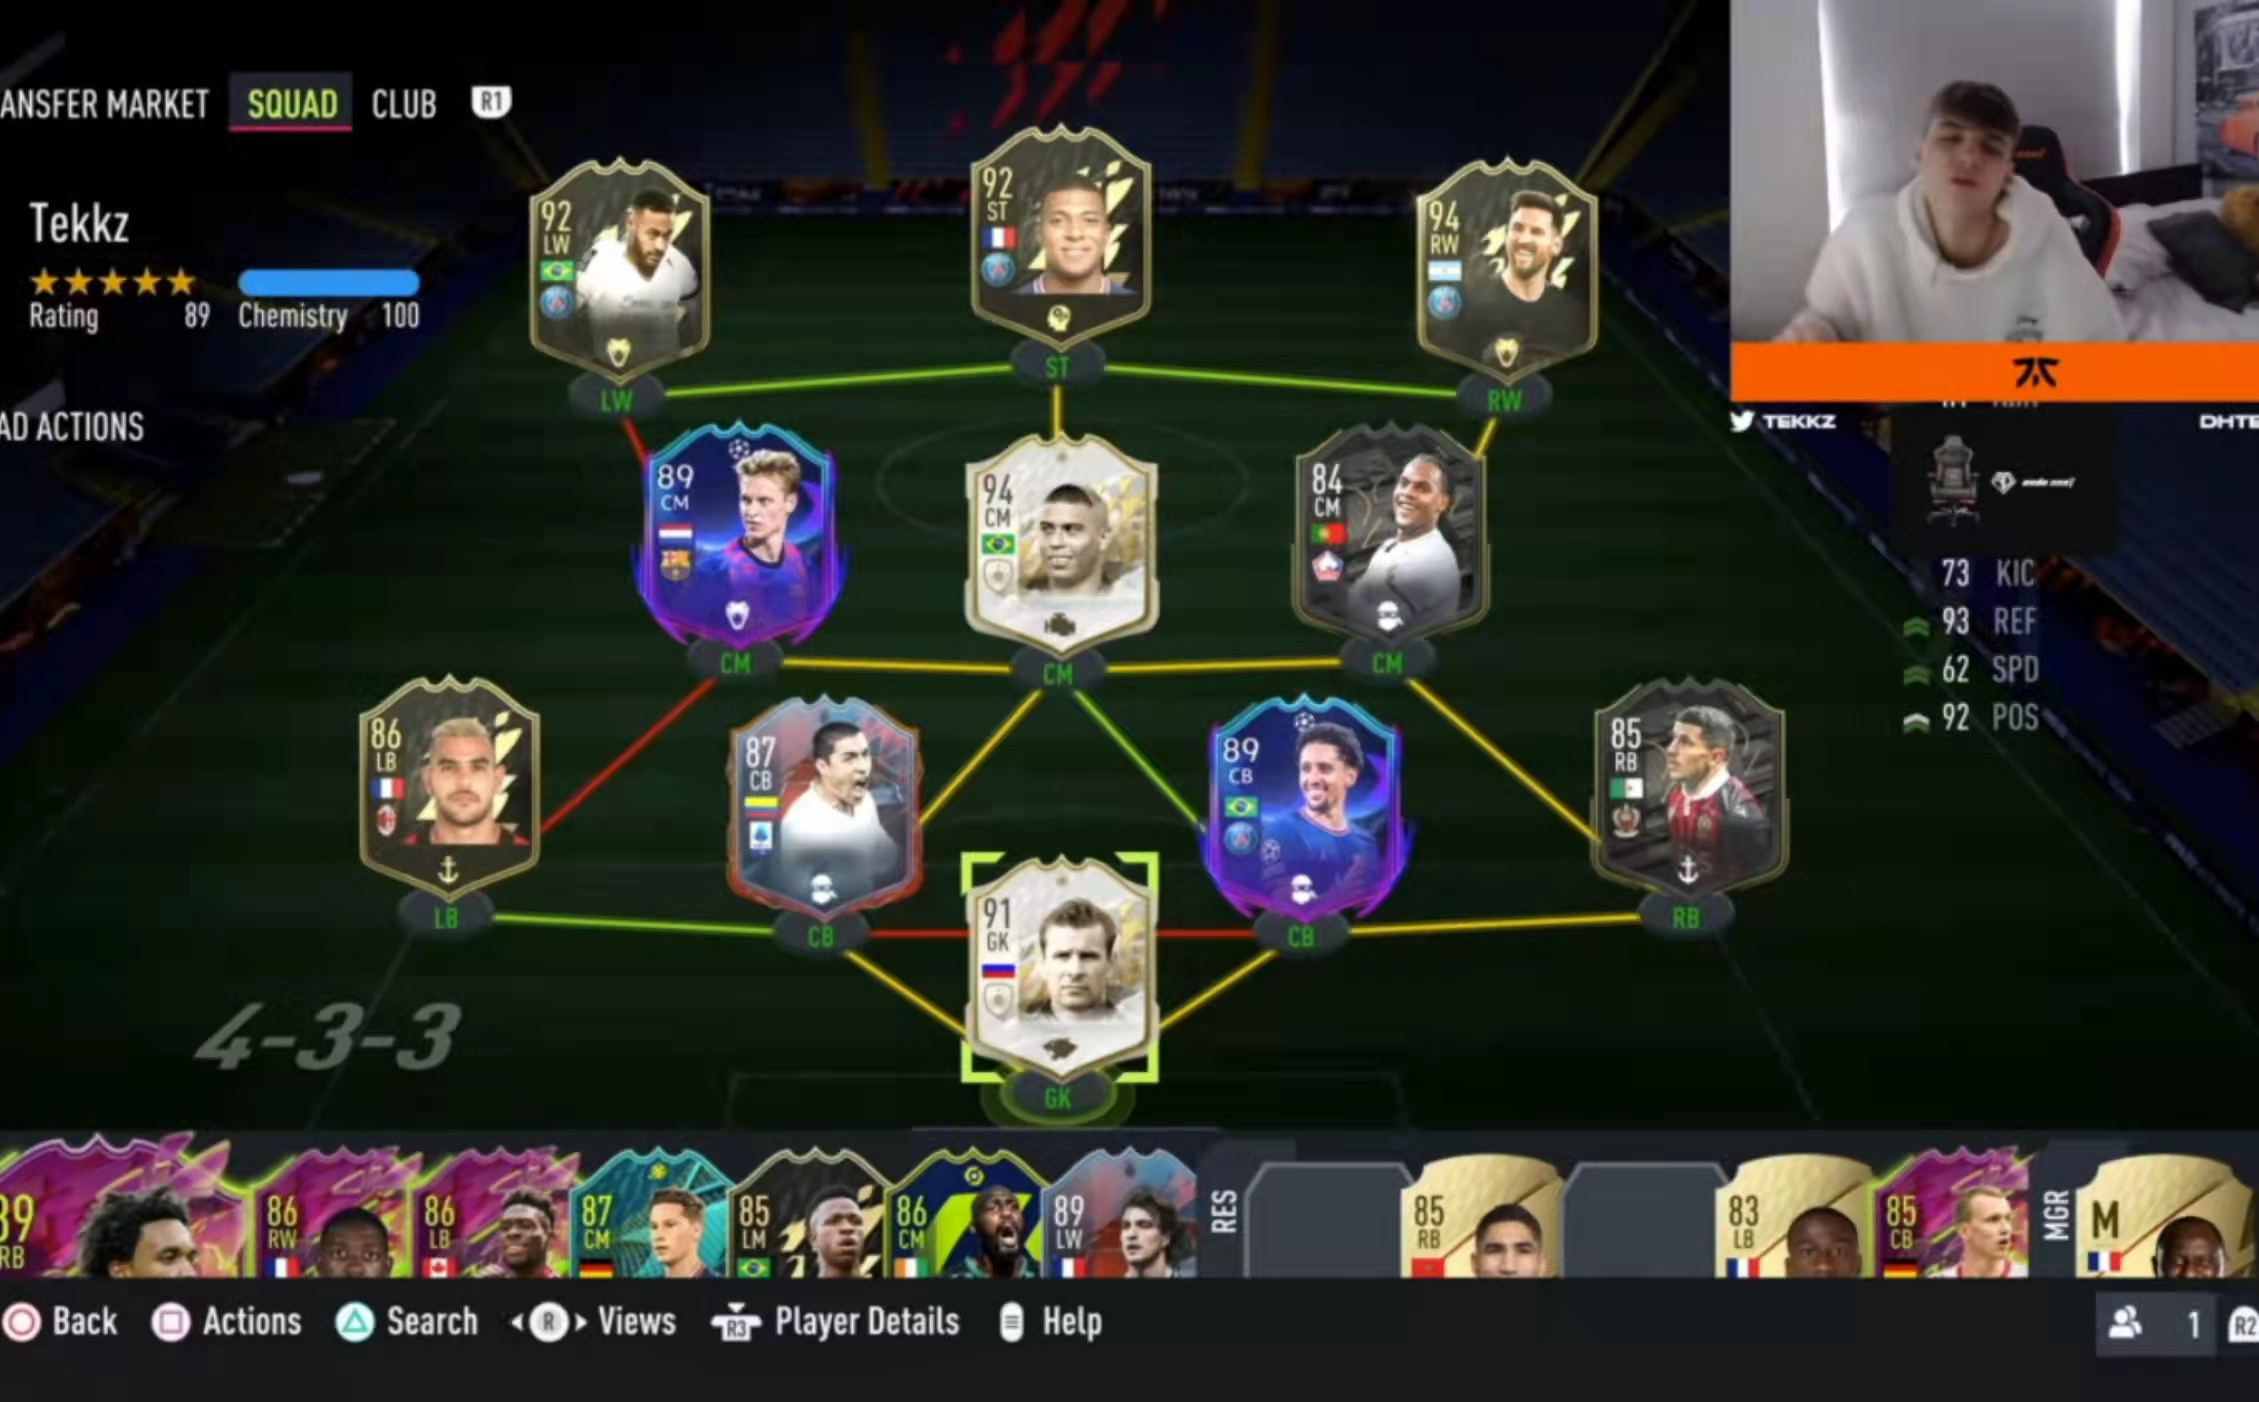 ANSFER MARKET SQUAD CLUB R1
Tekkz
Rating 89 Chemistry 100
AD ACTIONS
92
LW
92
ST
94
RW
LW
ST
RW
89
CM
94
CM
84
CM
CM
CM
CM
86
LB
87
CB
89
CB
85
RB
LB
CB
CB
RB
91
GK
GK
4-3-3
TEKKZ
DHTE
73 KIC
93 REF
62 SPD
92 POS
89
RB
86
RW
86
LB
87
CM
85
LM
86
CM
89
LW
RES
85
RB
83
LB
85
CB
MGR
M
Back Actions Search R Views R3 Player Details Help
1 R2